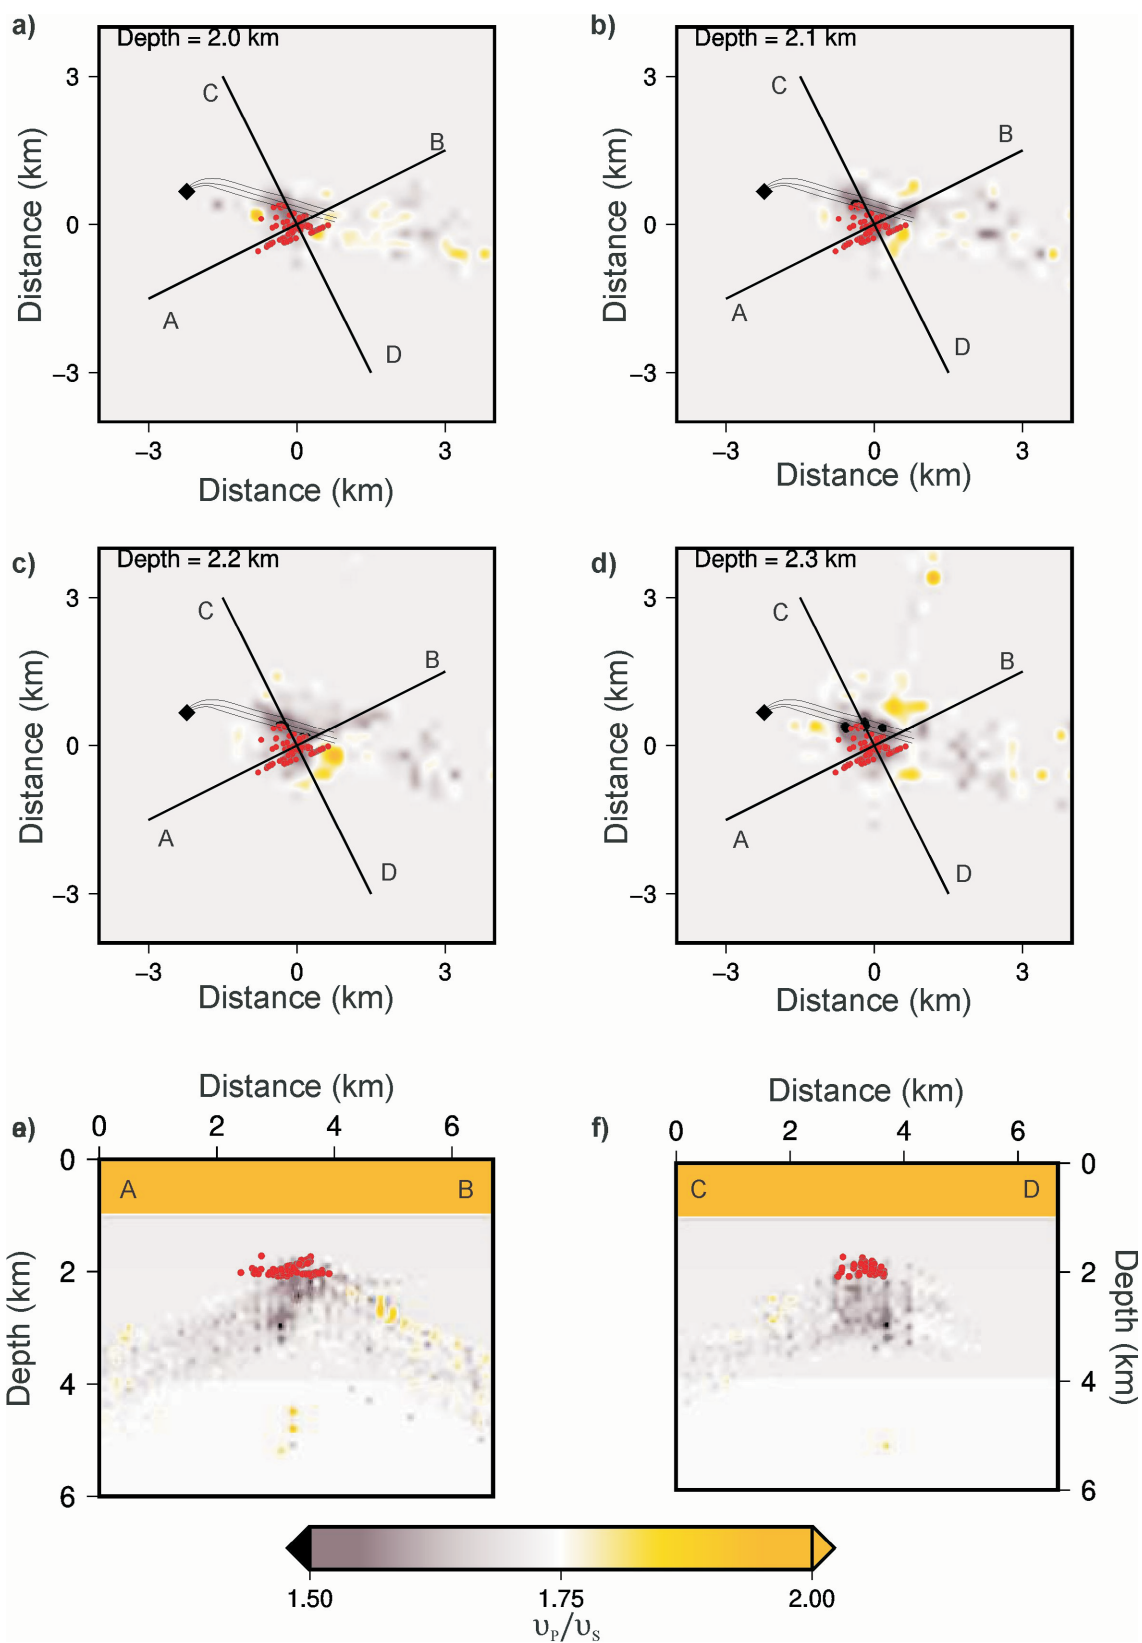 a)
Depth = 2.0 km
C
B
A
D
3
0
−3
−3
0
3
Distance (km)
Distance (km)
b)
Depth = 2.1 km
C
B
A
D
3
0
−3
−3
0
3
Distance (km)
Distance (km)
c)
Depth = 2.2 km
C
B
A
D
3
0
−3
−3
0
3
Distance (km)
Distance (km)
d)
Depth = 2.3 km
C
B
A
D
3
0
−3
−3
0
3
Distance (km)
Distance (km)
e)
Distance (km)
0
2
4
6
A
B
0
2
4
6
Depth (km)
f)
Distance (km)
0
2
4
6
C
D
0
2
4
6
Depth (km)
1.50
1.75
2.00
υP/υS